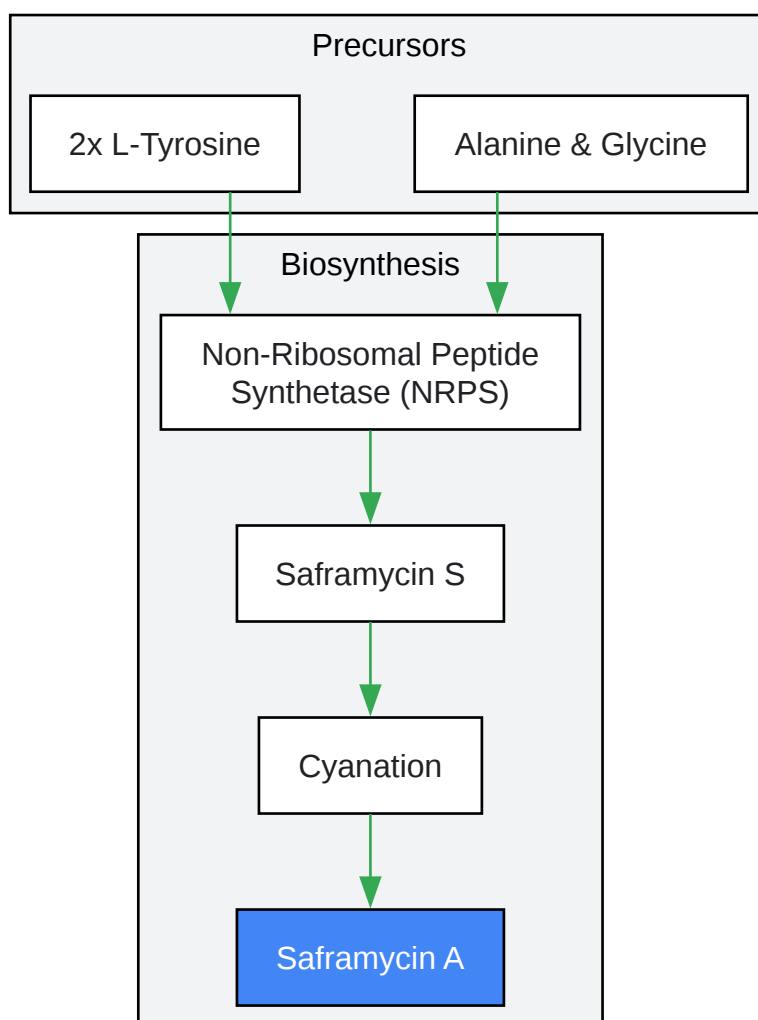 Precursors
2x L-Tyrosine
Alanine & Glycine
Biosynthesis
Non-Ribosomal Peptide
Synthetase (NRPS)
Saframycin S
Cyanation
Saframycin A